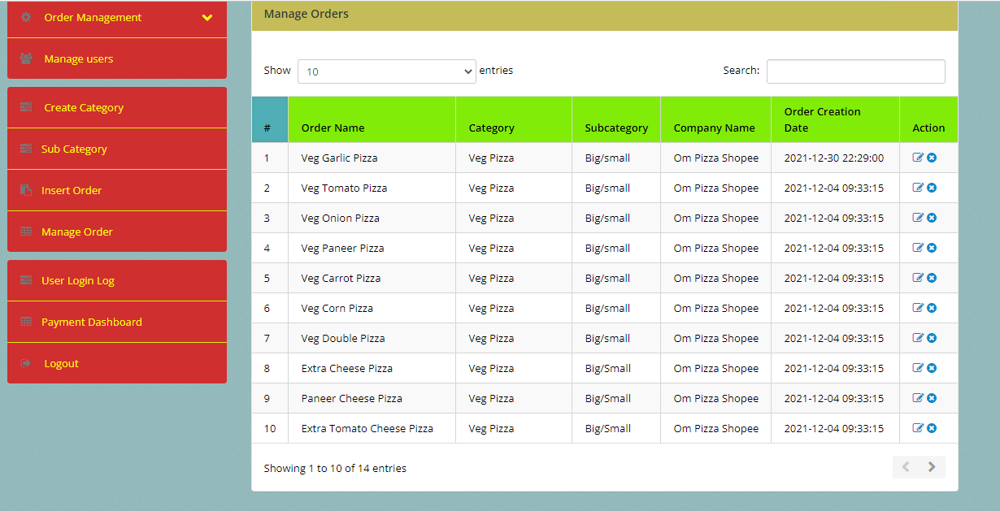 Order Management
Manage users
Create Category
Sub Category
Insert Order
Manage Order
User Login Log
Payment Dashboard
Logout
Manage Orders
Show 10 entries Search:
# Order Name Category Subcategory Company Name Order Creation Date Action
1 Veg Garlic Pizza Veg Pizza Big/small Om Pizza Shopee 2021-12-30 22:29:00
2 Veg Tomato Pizza Veg Pizza Big/small Om Pizza Shopee 2021-12-04 09:33:15
3 Veg Onion Pizza Veg Pizza Big/small Om Pizza Shopee 2021-12-04 09:33:15
4 Veg Paneer Pizza Veg Pizza Big/small Om Pizza Shopee 2021-12-04 09:33:15
5 Veg Carrot Pizza Veg Pizza Big/small Om Pizza Shopee 2021-12-04 09:33:15
6 Veg Corn Pizza Veg Pizza Big/small Om Pizza Shopee 2021-12-04 09:33:15
7 Veg Double Pizza Veg Pizza Big/small Om Pizza Shopee 2021-12-04 09:33:15
8 Extra Cheese Pizza Veg Pizza Big/Small Om Pizza Shopee 2021-12-04 09:33:15
9 Paneer Cheese Pizza Veg Pizza Big/Small Om Pizza Shopee 2021-12-04 09:33:15
10 Extra Tomato Cheese Pizza Veg Pizza Big/Small Om Pizza Shopee 2021-12-04 09:33:15
Showing 1 to 10 of 14 entries